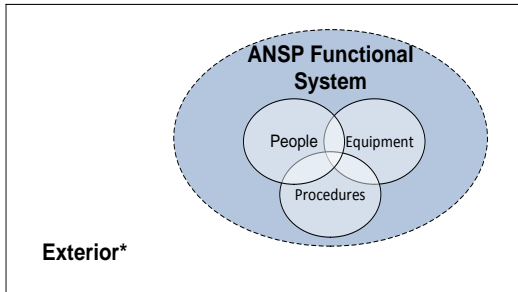 ANSP Functional
System
People
Equipment
Procedures
Exterior*